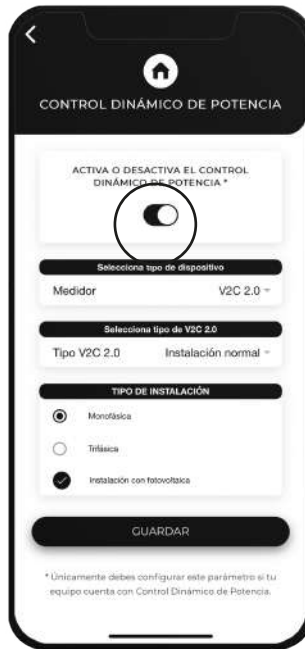 CONTROL DINÁMICO DE POTENCIA
ACTIVA O DESACTIVA EL CONTROL
DINÁMICO DE POTENCIA *
Selecciona tipo de dispositivo
Medidor V2C 2.0
Selecciona tipo de V2C 2.0
Tipo V2C 2.0 Instalación normal
TIPO DE INSTALACIÓN
Monofásica
Trifásica
Instalación con fotovoltaica
GUARDAR
* Únicamente debes configurar este parámetro si tu
equipo cuenta con Control Dinámico de Potencia.